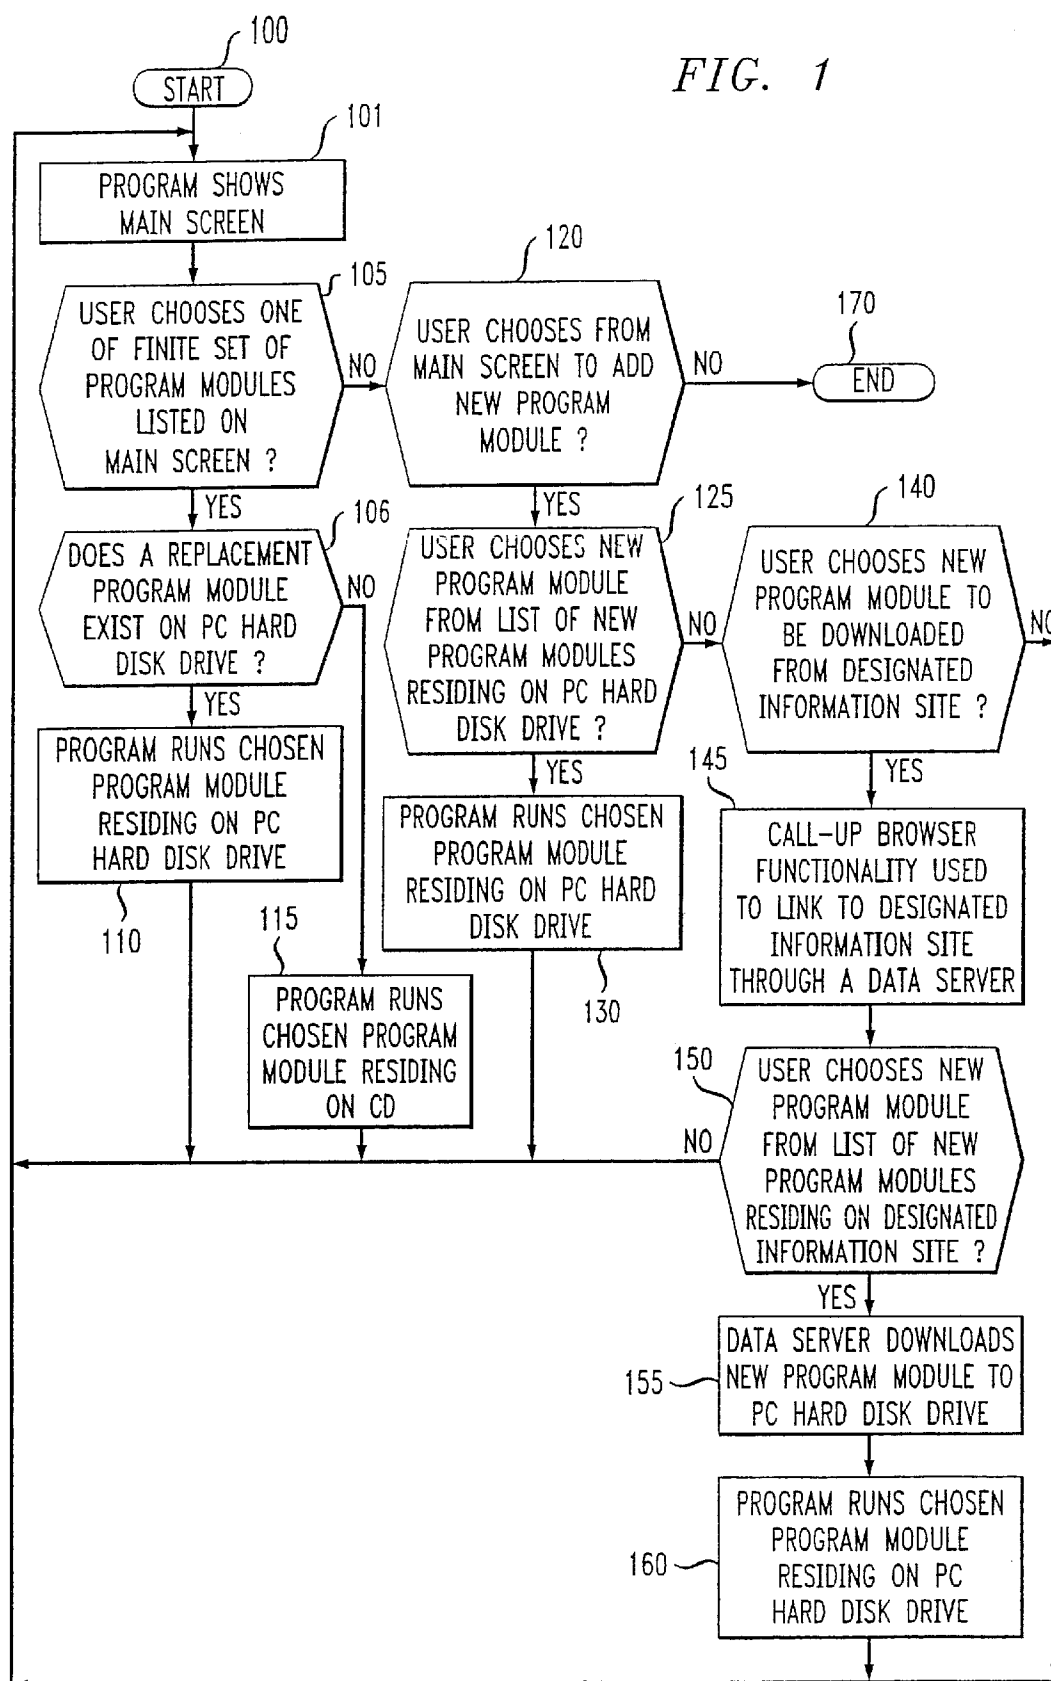 FIG. 1
100
START
101
PROGRAM SHOWS
MAIN SCREEN
105
USER CHOOSES ONE
OF FINITE SET OF
PROGRAM MODULES
LISTED ON
MAIN SCREEN ?
NO
YES
120
USER CHOOSES FROM
MAIN SCREEN TO ADD
NEW PROGRAM
MODULE ?
NO
YES
170
END
106
DOES A REPLACEMENT
PROGRAM MODULE
EXIST ON PC HARD
DISK DRIVE ?
NO
YES
PROGRAM RUNS CHOSEN
PROGRAM MODULE
RESIDING ON PC
HARD DISK DRIVE
110
115
PROGRAM RUNS
CHOSEN PROGRAM
MODULE RESIDING
ON CD
125
USER CHOOSES NEW
PROGRAM MODULE
FROM LIST OF NEW
PROGRAM MODULES
RESIDING ON PC HARD
DISK DRIVE ?
NO
YES
PROGRAM RUNS CHOSEN
PROGRAM MODULE
RESIDING ON PC HARD
DISK DRIVE
130
140
USER CHOOSES NEW
PROGRAM MODULE TO
BE DOWNLOADED
FROM DESIGNATED
INFORMATION SITE ?
NO
YES
145
CALL-UP BROWSER
FUNCTIONALITY USED
TO LINK TO DESIGNATED
INFORMATION SITE
THROUGH A DATA SERVER
150
USER CHOOSES NEW
PROGRAM MODULE
FROM LIST OF NEW
PROGRAM MODULES
RESIDING ON DESIGNATED
INFORMATION SITE ?
NO
YES
155
DATA SERVER DOWNLOADS
NEW PROGRAM MODULE TO
PC HARD DISK DRIVE
160
PROGRAM RUNS CHOSEN
PROGRAM MODULE
RESIDING ON PC
HARD DISK DRIVE